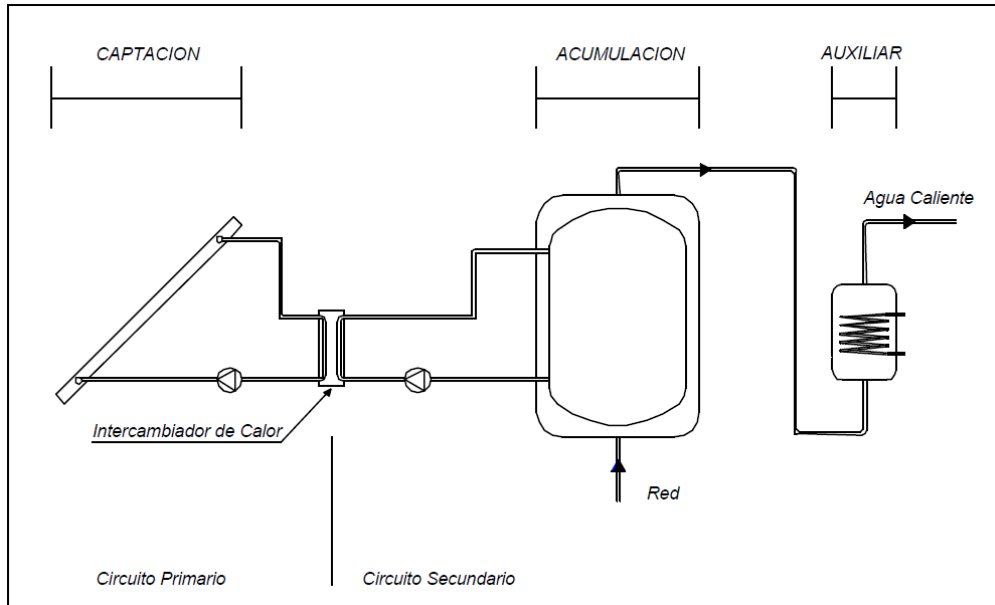 CAPTACION
ACUMULACION
AUXILIAR
Agua Caliente
Intercambiador de Calor
Red
Circuito Primario
Circuito Secundario